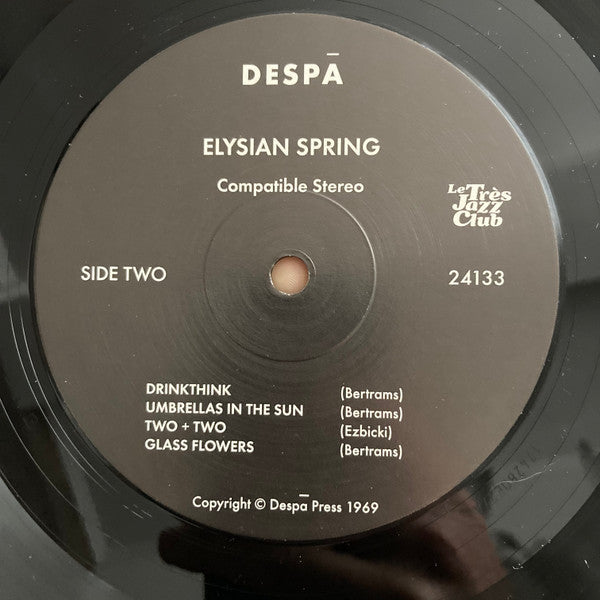 DESPĀ
ELYSIAN SPRING
Compatible Stereo
Le Très
Jazz
Club
SIDE TWO
24133
DRINKTHINK (Bertrams)
UMBRELLAS IN THE SUN (Bertrams)
TWO + TWO (Ezbicki)
GLASS FLOWERS (Bertrams)
Copyright © Despā Press 1969